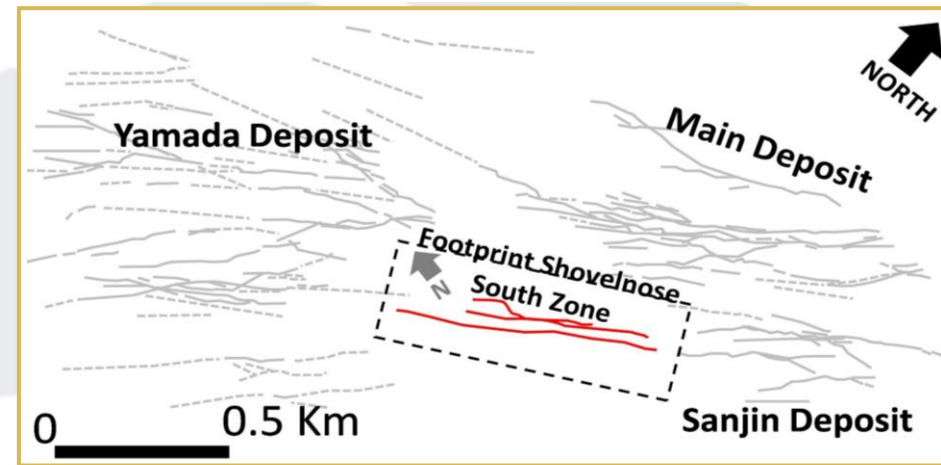 NORTH
Main Deposit
Yamada Deposit
Footprint Shovelnose
South Zone
N
Sanjin Deposit
0 0.5 Km